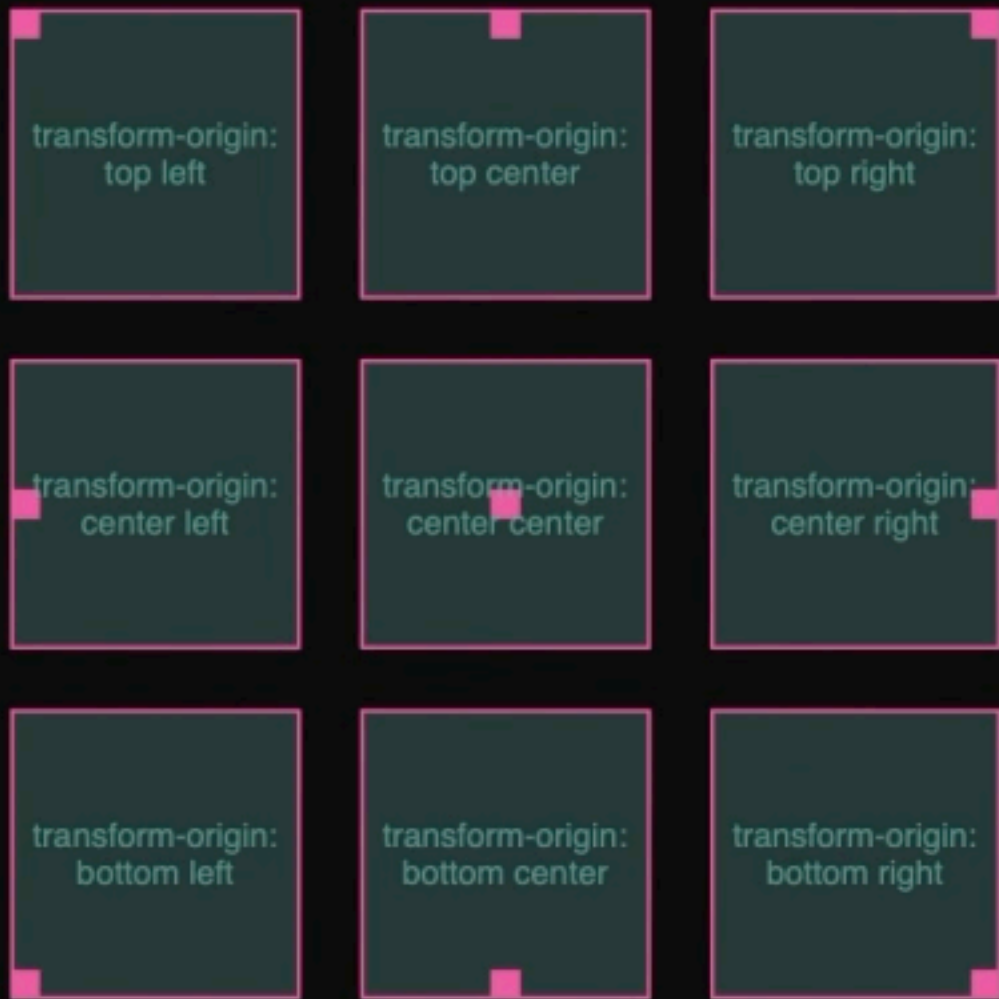 transform-origin:
top left
transform-origin:
top center
transform-origin:
top right
transform-origin:
center left
transform-origin:
center center
transform-origin:
center right
transform-origin:
bottom left
transform-origin:
bottom center
transform-origin:
bottom right